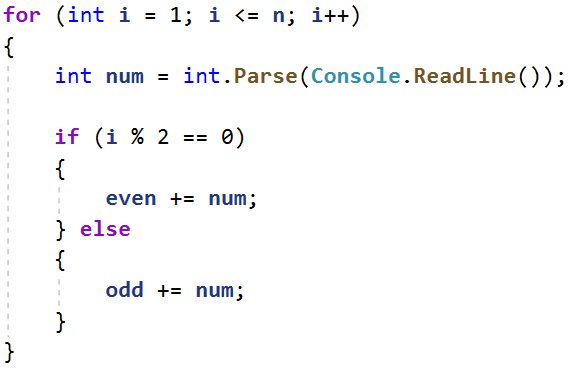 for (int i = 1; i <= n; i++)
{
    int num = int.Parse(Console.ReadLine());

    if (i % 2 == 0)
    {
        even += num;
    } else
    {
        odd += num;
    }
}